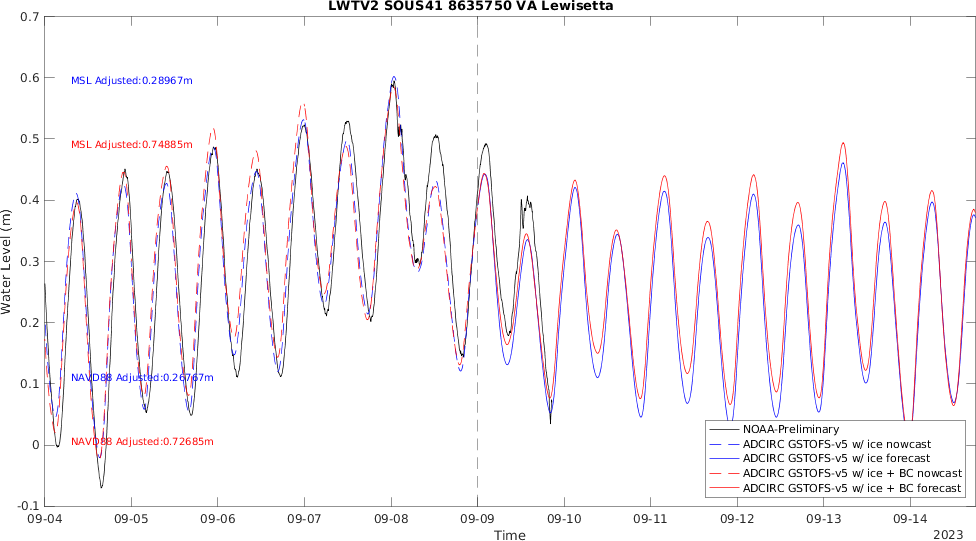 LWTV2 SOUS41 8635750 VA Lewisetta
0.7
0.6
0.5
0.4
0.3
0.2
0.1
0
-0.1
Water Level (m)
MSL Adjusted:0.28967m
MSL Adjusted:0.74885m
NAVD88 Adjusted:0.26767m
NAVD88 Adjusted:0.72685m
NOAA-Preliminary
ADCIRC GSTOFS-v5 w/ ice nowcast
ADCIRC GSTOFS-v5 w/ ice forecast
ADCIRC GSTOFS-v5 w/ ice + BC nowcast
ADCIRC GSTOFS-v5 w/ ice + BC forecast
09-04 09-05 09-06 09-07 09-08 09-09 09-10 09-11 09-12 09-13 09-14
Time
2023